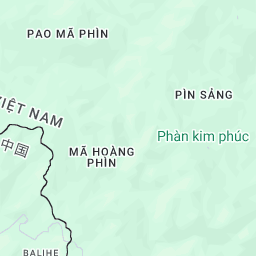 PAO MÃ PHÌN
PÌN SẢNG
VIỆT NAM
Phàn kim phúc
中国
MÃ HOÀNG
PHÌN
BALIHE